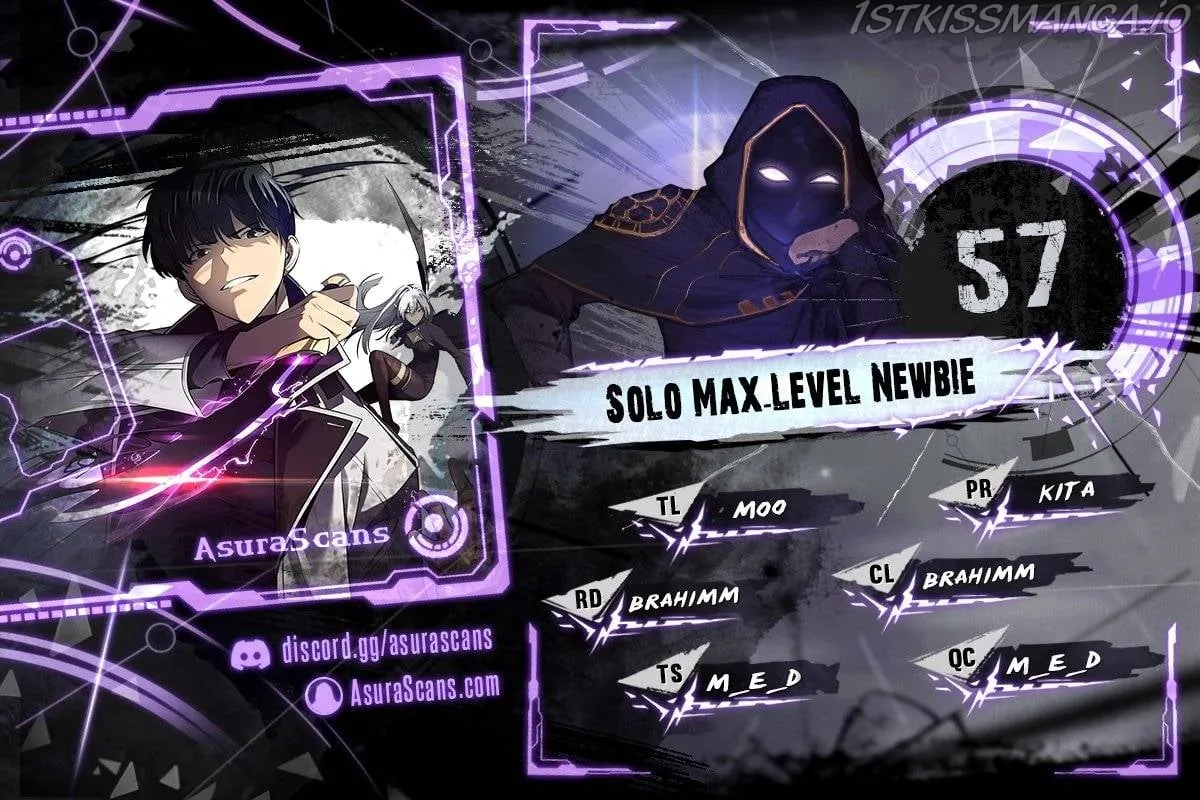 1STKISSMANGA.IO
57
SOLO MAX-LEVEL NEWBIE
TL MOO
PR KITA
RD BRAHIMM
CL BRAHIMM
TS M_E_D
QC M_E_D
AsuraScans
discord.gg/asurascans
AsuraScans.com